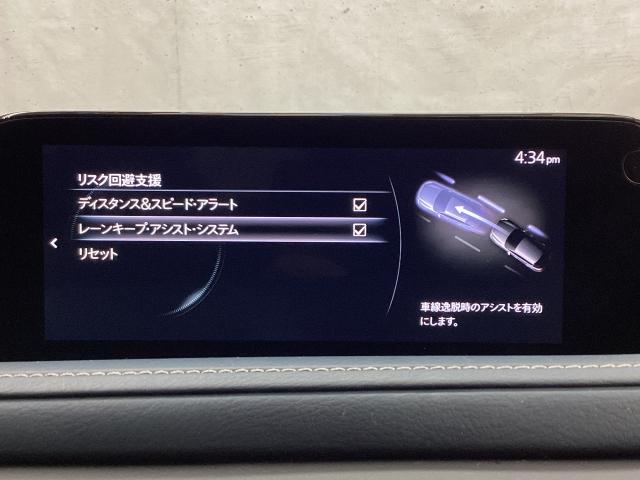 4:34pm
リスク回避支援
ディスタンス&スピード・アラート
レーンキープ・アシスト・システム
リセット
車線逸脱時のアシストを有効
にします。